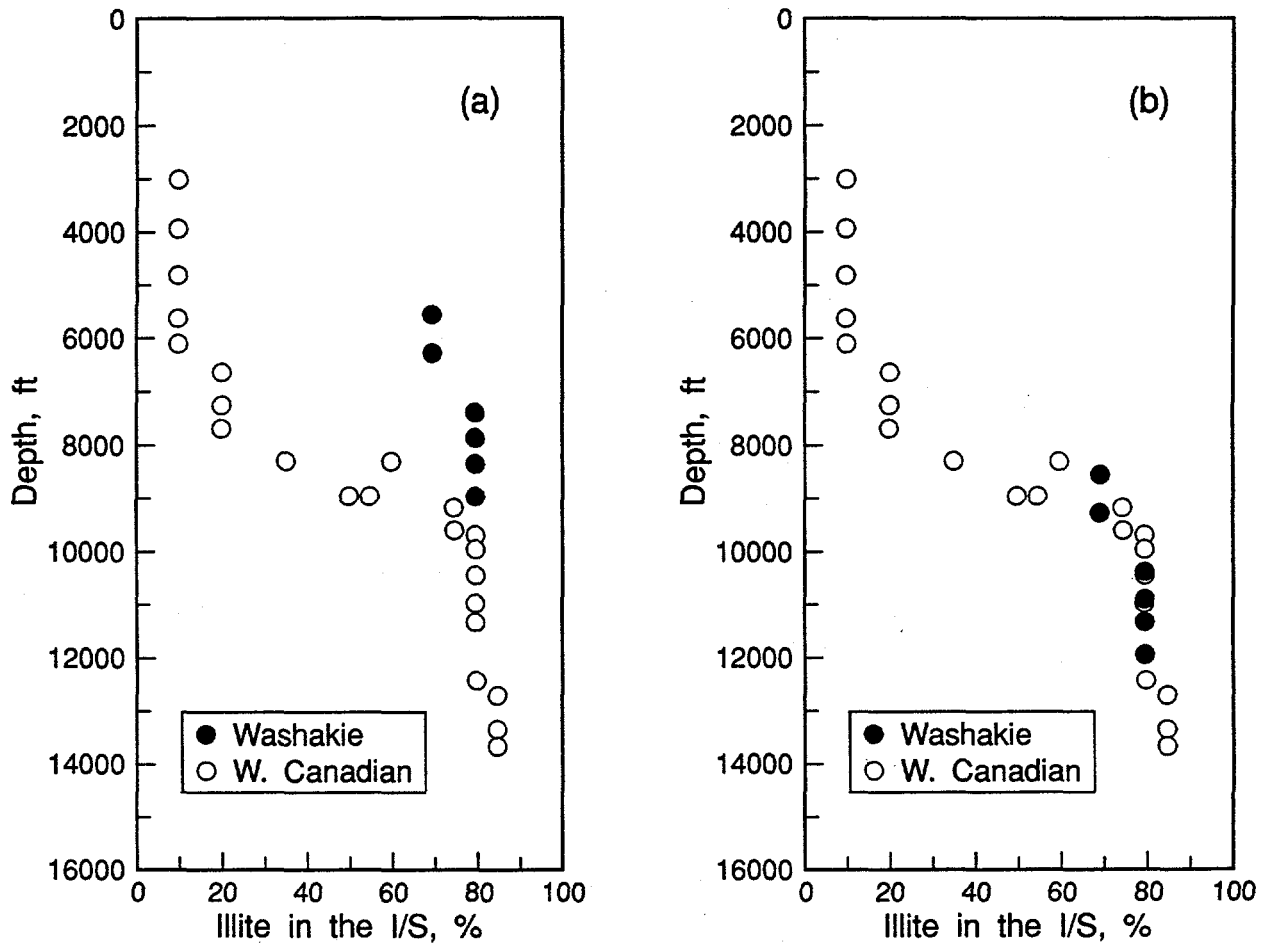 (a)
0
2000
4000
6000
8000
10000
12000
14000
16000
Depth, ft
Washakie
W. Canadian
0 20 40 60 80 100
Illite in the I/S, %
(b)
0
2000
4000
6000
8000
10000
12000
14000
16000
Depth, ft
Washakie
W. Canadian
0 20 40 60 80 100
Illite in the I/S, %